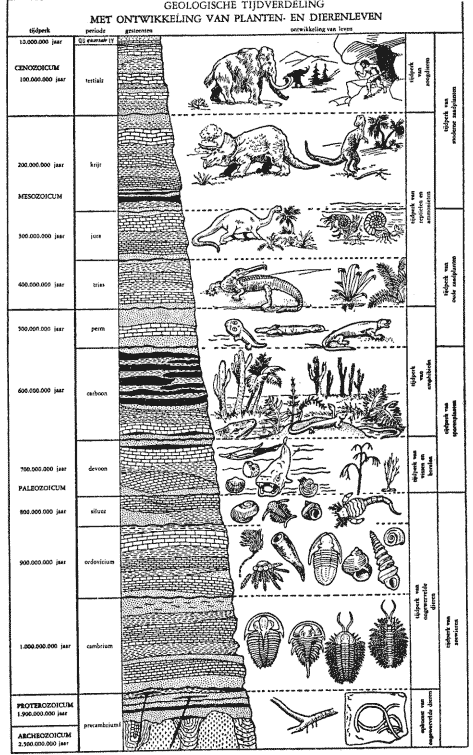 GEOLOGISCHE TIJDVERDELING
MET ONTWIKKELING VAN PLANTEN- EN DIERENLEVEN
tijdperk periode gesteenten ontwikkeling van leven
10.000.000 jaar
CENOZOICUM
100.000.000 jaar tertiair
tijdperk van zoogdieren
tijdperk van moderne zaadplanten
200.000.000 jaar krijt
MESOZOICUM
tijdperk van reptielen en ammonieten
300.000.000 jaar jura
400.000.000 jaar trias
tijdperk van oude zaadplanten
500.000.000 jaar perm
600.000.000 jaar carboon
tijdperk van amphibieën
tijdperk van sporenplanten
700.000.000 jaar devoon
PALEOZOICUM
tijdperk van vissen en
800.000.000 jaar siluur
900.000.000 jaar ordovicium
tijdperk van ongewervelde dieren
1.000.000.000 jaar cambrium
tijdperk van zeewieren
PROTEROZOICUM
1.900.000.000 jaar
precambrium
ARCHEOZOICUM
2.500.000.000 jaar
opkomst van ongewervelde dieren